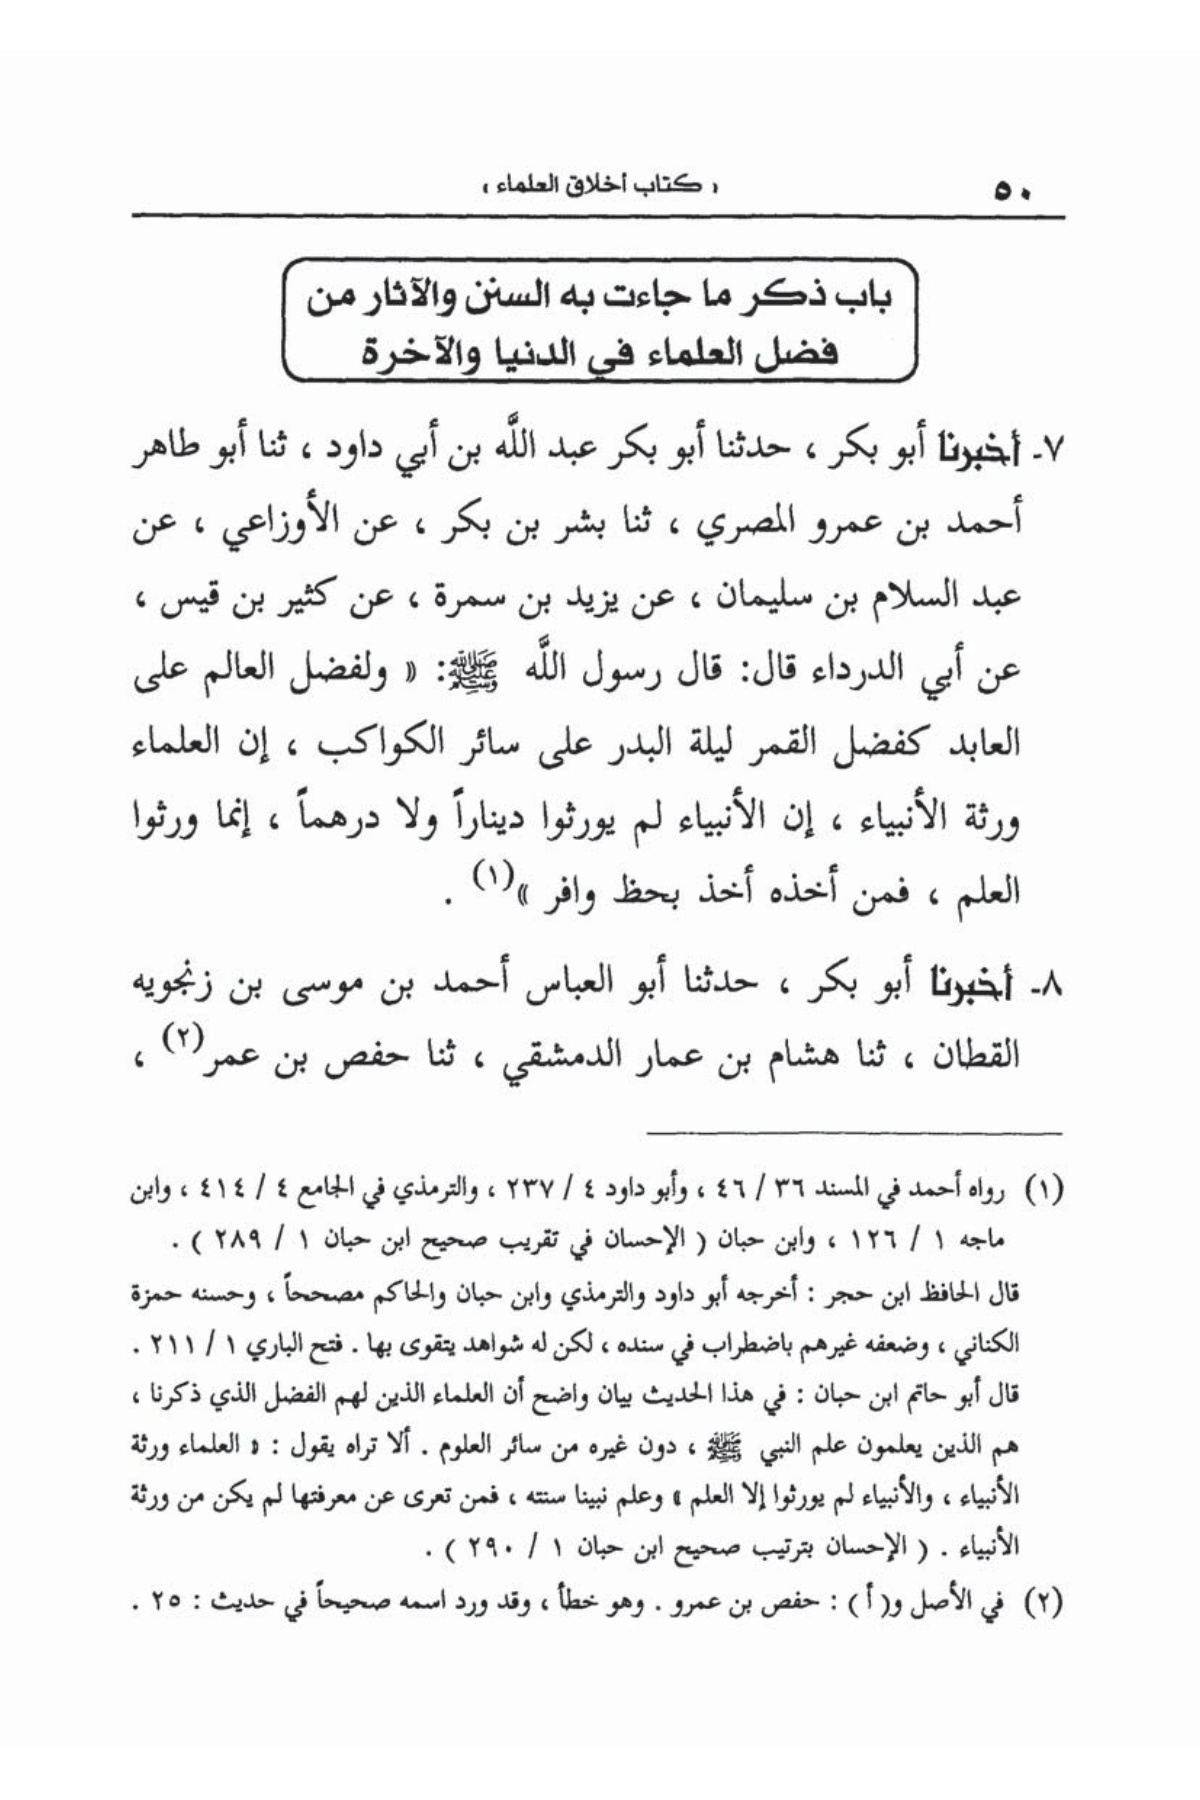 ٥٠
« كتاب أخلاق العلماء »
باب ذكر ما جاءت به السنن والآثار من
فضل العلماء في الدنيا والآخرة
٧- أخبرنا أبو بكر ، حدثنا أبو بكر عبد اللَّه بن أبي داود ، ثنا أبو طاهر
أحمد بن عمرو المصري ، ثنا بشر بن بكر ، عن الأوزاعي ، عن
عبد السلام بن سليمان ، عن يزيد بن سمرة ، عن كثير بن قيس ،
عن أبي الدرداء قال: قال رسول اللَّه ﷺ: « ولفضل العالم على
العابد كفضل القمر ليلة البدر على سائر الكواكب ، إن العلماء
ورثة الأنبياء ، إن الأنبياء لم يورثوا ديناراً ولا درهماً ، إنما ورثوا
العلم ، فمن أخذه أخذ بحظ وافر »(١) .
٨- أخبرنا أبو بكر ، حدثنا أبو العباس أحمد بن موسى بن زنجويه
القطان ، ثنا هشام بن عمار الدمشقي ، ثنا حفص بن عمر(٢) ،
(١) رواه أحمد في المسند ٣٦ / ٤٦ ، وأبو داود ٤ / ٢٣٧ ، والترمذي في الجامع ٤ / ٤١٤ ، وابن
ماجه ١ / ١٢٦ ، وابن حبان ( الإحسان في تقريب صحيح ابن حبان ١ / ٢٨٩ ) .
قال الحافظ ابن حجر : أخرجه أبو داود والترمذي وابن حبان والحاكم مصححاً ، وحسنه حمزة
الكناني ، وضعفه غيرهم باضطراب في سنده ، لكن له شواهد يتقوى بها . فتح الباري ١ / ٢١١ .
قال أبو حاتم ابن حبان : في هذا الحديث بيان واضح أن العلماء الذين لهم الفضل الذي ذكرنا ،
هم الذين يعلمون علم النبي ﷺ ، دون غيره من سائر العلوم . ألا تراه يقول : « العلماء ورثة
الأنبياء ، والأنبياء لم يورثوا إلا العلم » وعلم نبينا سنته ، فمن تعرى عن معرفتها لم يكن من ورثة
الأنبياء . ( الإحسان بترتيب صحيح ابن حبان ١ / ٢٩٠ ) .
(٢) في الأصل و( أ ) : حفص بن عمرو . وهو خطأ ، وقد ورد اسمه صحيحاً في حديث : ٢٥ .